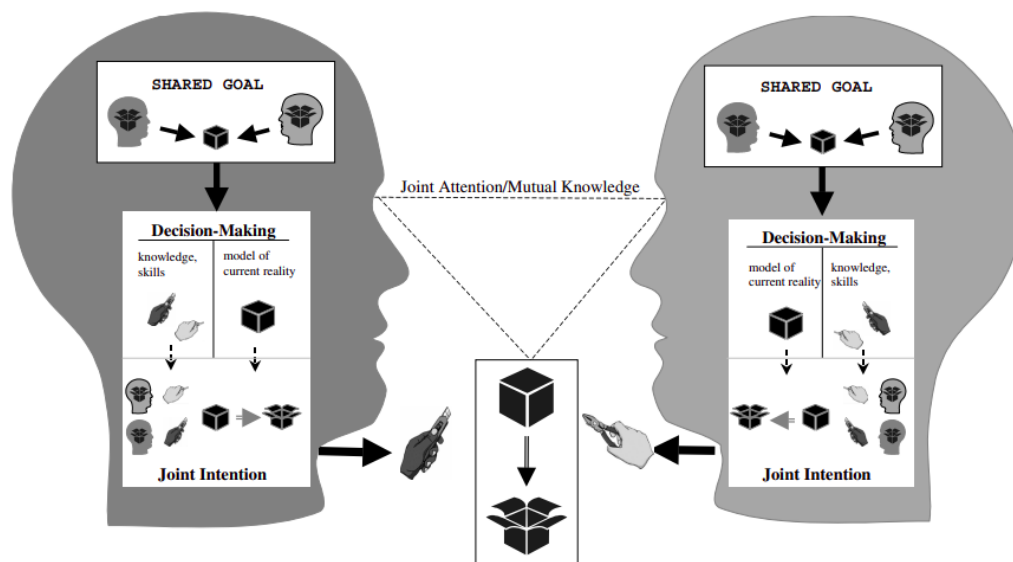 SHARED GOAL
Decision-Making
knowledge,
skills
model of
current reality
Joint Intention
Joint Attention/Mutual Knowledge
SHARED GOAL
Decision-Making
model of
current reality
knowledge,
skills
Joint Intention